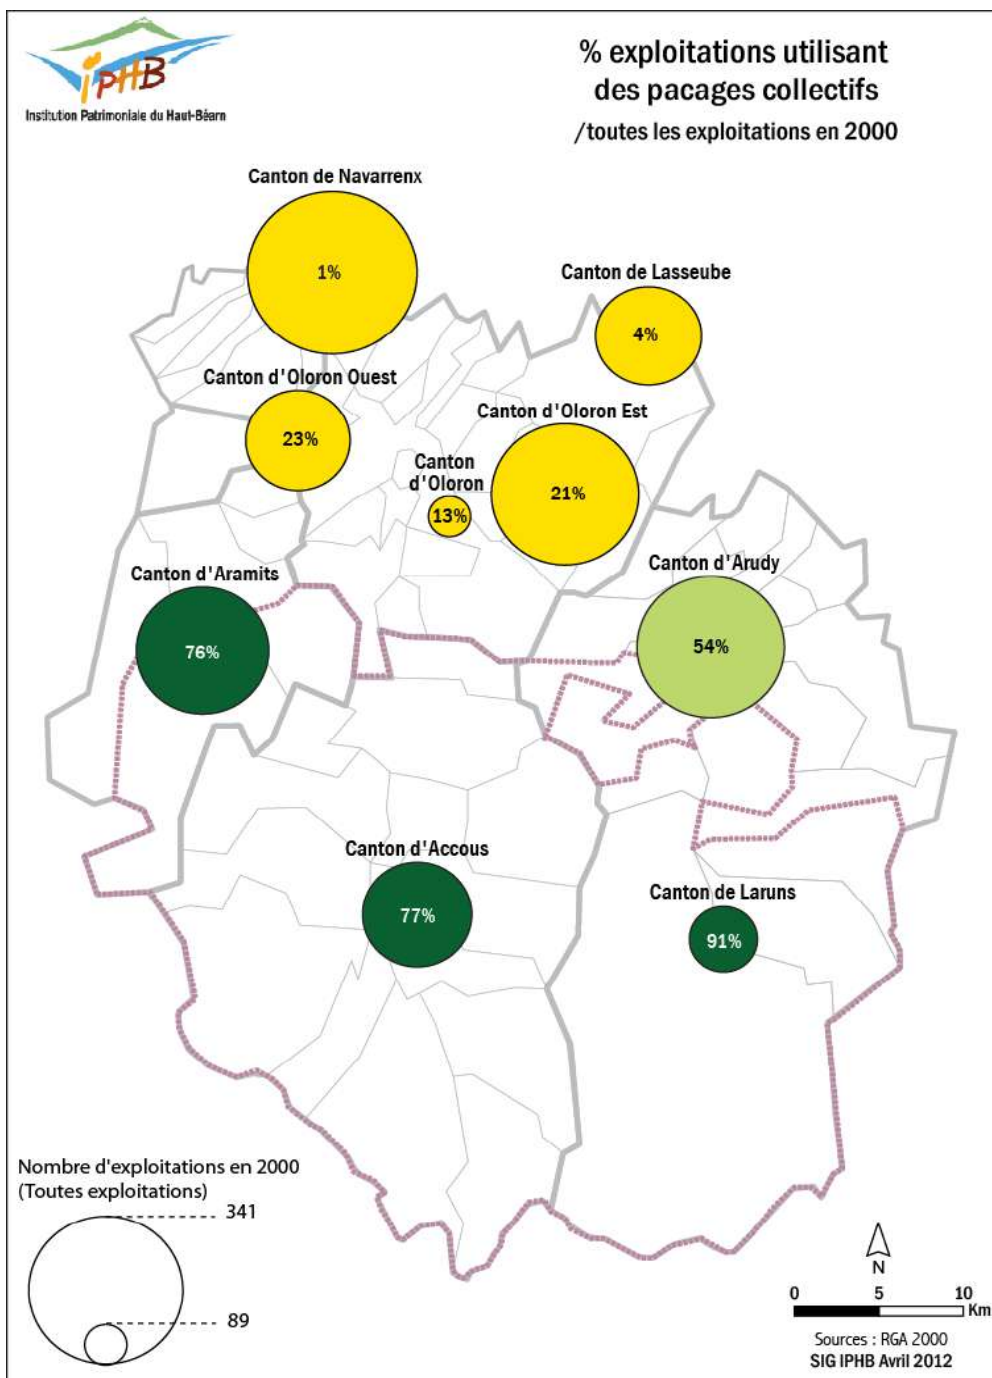 iPHB
Institution Patrimoniale du Haut-Béarn
% exploitations utilisant
des pacages collectifs
/toutes les exploitations en 2000
Canton de Navarrenx
1%
Canton de Lasseube
4%
Canton d'Oloron Ouest
23%
Canton d'Oloron Est
21%
Canton
d'Oloron
13%
Canton d'Aramits
76%
Canton d'Arudy
54%
Canton d'Accous
77%
Canton de Laruns
91%
Nombre d'exploitations en 2000
(Toutes exploitations)
341
89
N
0 5 10
Km
Sources : RGA 2000
SIG IPHB Avril 2012